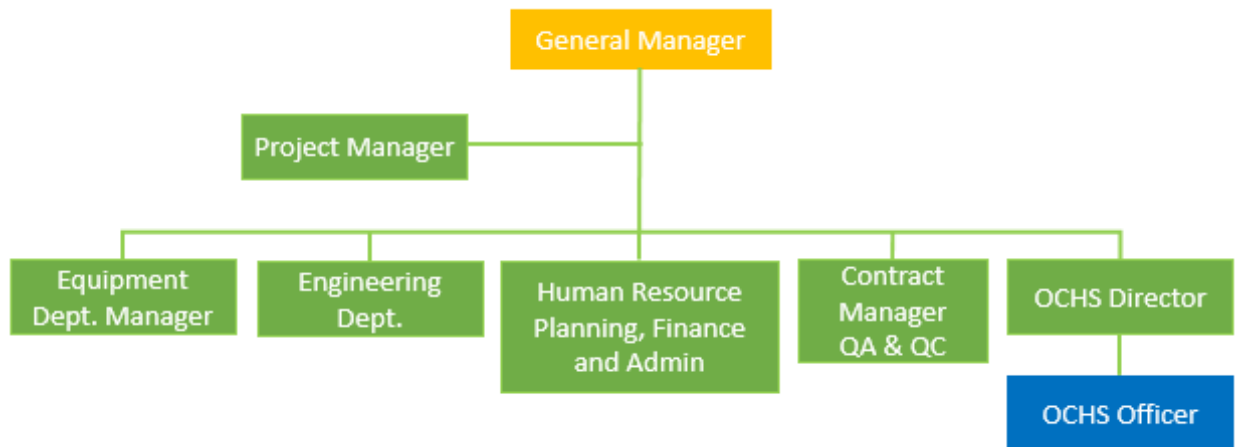 General Manager
Project Manager
Equipment
Dept. Manager
Engineering
Dept.
Human Resource
Planning, Finance
and Admin
Contract
Manager
QA & QC
OCHS Director
OCHS Officer